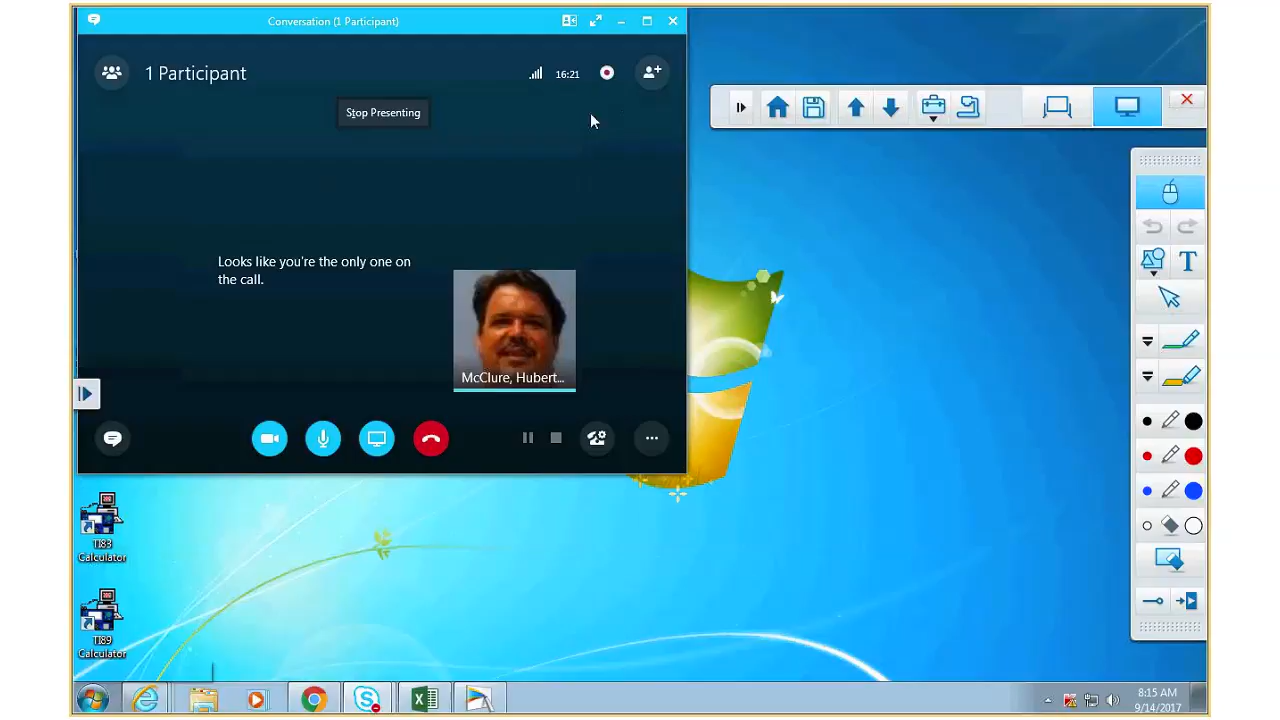 Conversation (1 Participant)
1 Participant
16:21
Stop Presenting
Looks like you're the only one on
the call.
McClure, Hubert...
T
TI83
Calculator
TI89
Calculator
8:15 AM
9/14/2017